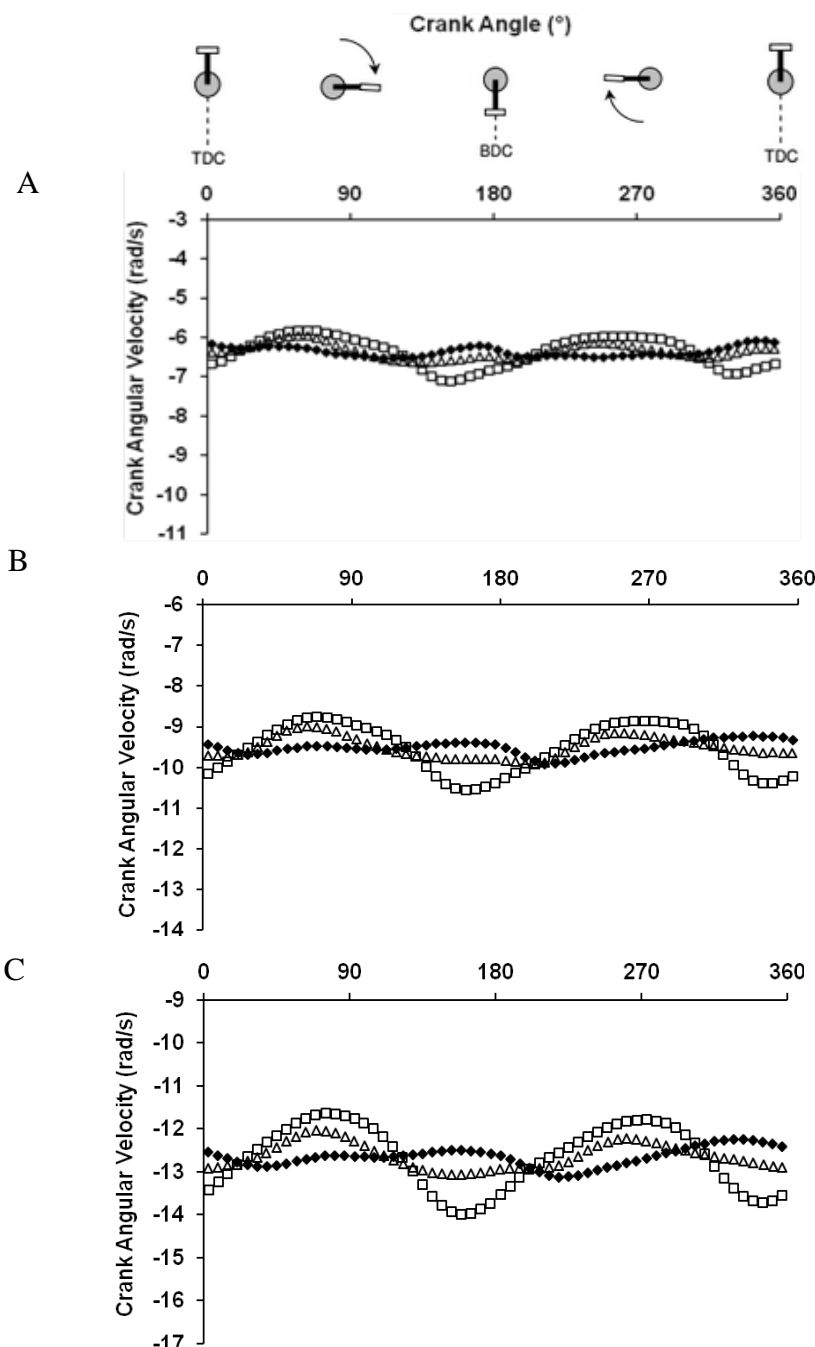 Crank Angle (°)
TDC
BDC
TDC
A
0 90 180 270 360
Crank Angular Velocity (rad/s)
-3
-4
-5
-6
-7
-8
-9
-10
-11
B
0 90 180 270 360
Crank Angular Velocity (rad/s)
-6
-7
-8
-9
-10
-11
-12
-13
-14
C
0 90 180 270 360
Crank Angular Velocity (rad/s)
-9
-10
-11
-12
-13
-14
-15
-16
-17